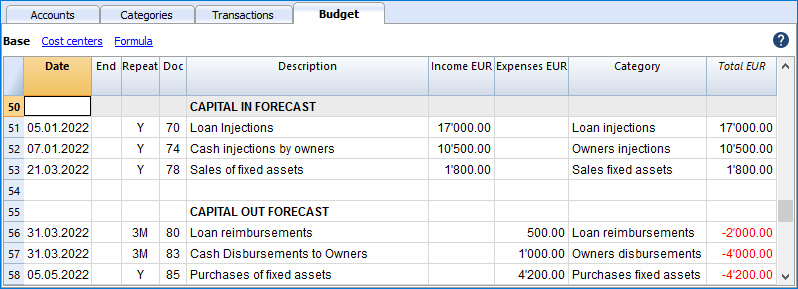 Accounts Categories Transactions Budget
Base Cost centers Formula ?
Date End Repeat Doc Description Income EUR Expenses EUR Category Total EUR
50 CAPITAL IN FORECAST
51 05.01.2022 Y 70 Loan Injections 17'000.00 Loan injections 17'000.00
52 07.01.2022 Y 74 Cash injections by owners 10'500.00 Owners injections 10'500.00
53 21.03.2022 Y 78 Sales of fixed assets 1'800.00 Sales fixed assets 1'800.00
54
55 CAPITAL OUT FORECAST
56 31.03.2022 3M 80 Loan reimbursements 500.00 Loan reimbursements -2'000.00
57 31.03.2022 3M 83 Cash Disbursements to Owners 1'000.00 Owners disbursements -4'000.00
58 05.05.2022 Y 85 Purchases of fixed assets 4'200.00 Purchases fixed assets -4'200.00